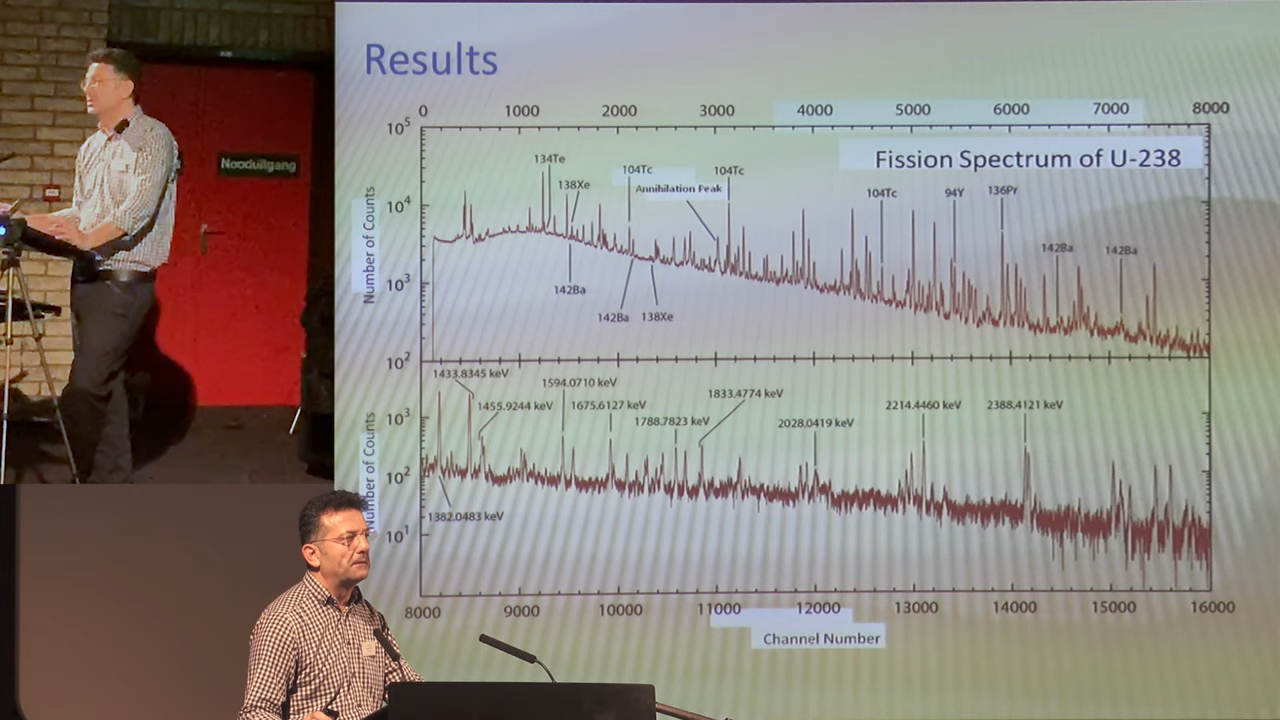 Results
Nooduitgang
0 1000 2000 3000 4000 5000 6000 7000 8000
10⁵
Fission Spectrum of U-238
134Te
138Xe
104Tc
104Tc
Annihilation Peak
104Tc
94Y
136Pr
142Ba
142Ba
10⁴
Number of Counts
10³
142Ba
142Ba
138Xe
10²
1433.8345 keV
1594.0710 keV
1833.4774 keV
1455.9244 keV
1675.6127 keV
2214.4460 keV
2388.4121 keV
1788.7823 keV
2028.0419 keV
10³
Number of Counts
10²
1382.0483 keV
10¹
8000 9000 10000 11000 12000 13000 14000 15000 16000
Channel Number